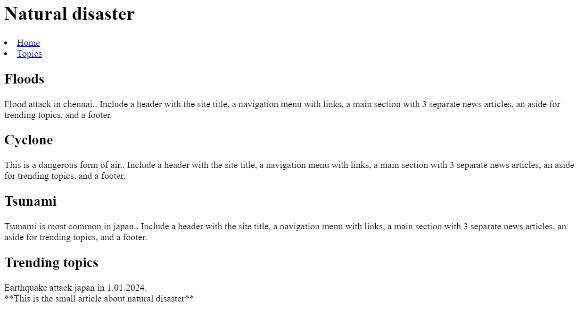 Natural disaster
Home
Topics
Floods
Flood attack in chennai.. Include a header with the site title, a navigation menu with links, a main section with 3 separate news articles, an aside for
trending topics, and a footer.
Cyclone
This is a dangerous form of air.. Include a header with the site title, a navigation menu with links, a main section with 3 separate news articles, an aside
for trending topics, and a footer.
Tsunami
Tsunami is most common in japan.. Include a header with the site title, a navigation menu with links, a main section with 3 separate news articles, an
aside for trending topics, and a footer.
Trending topics
Earthquake attack japan in 1.01.2024.
**This is the small article about natural disaster**